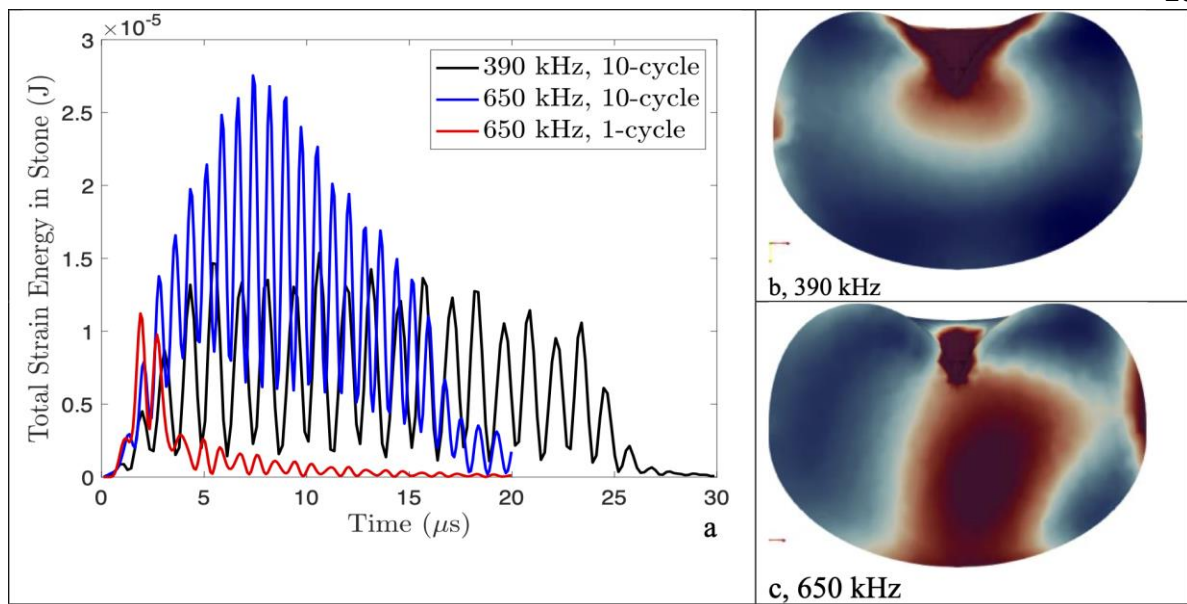 ×10⁻⁵
3
2.5
2
1.5
1
0.5
0
Total Strain Energy in Stone (J)
390 kHz, 10-cycle
650 kHz, 10-cycle
650 kHz, 1-cycle
0 5 10 15 20 25 30
Time (μs)
a
b, 390 kHz
c, 650 kHz